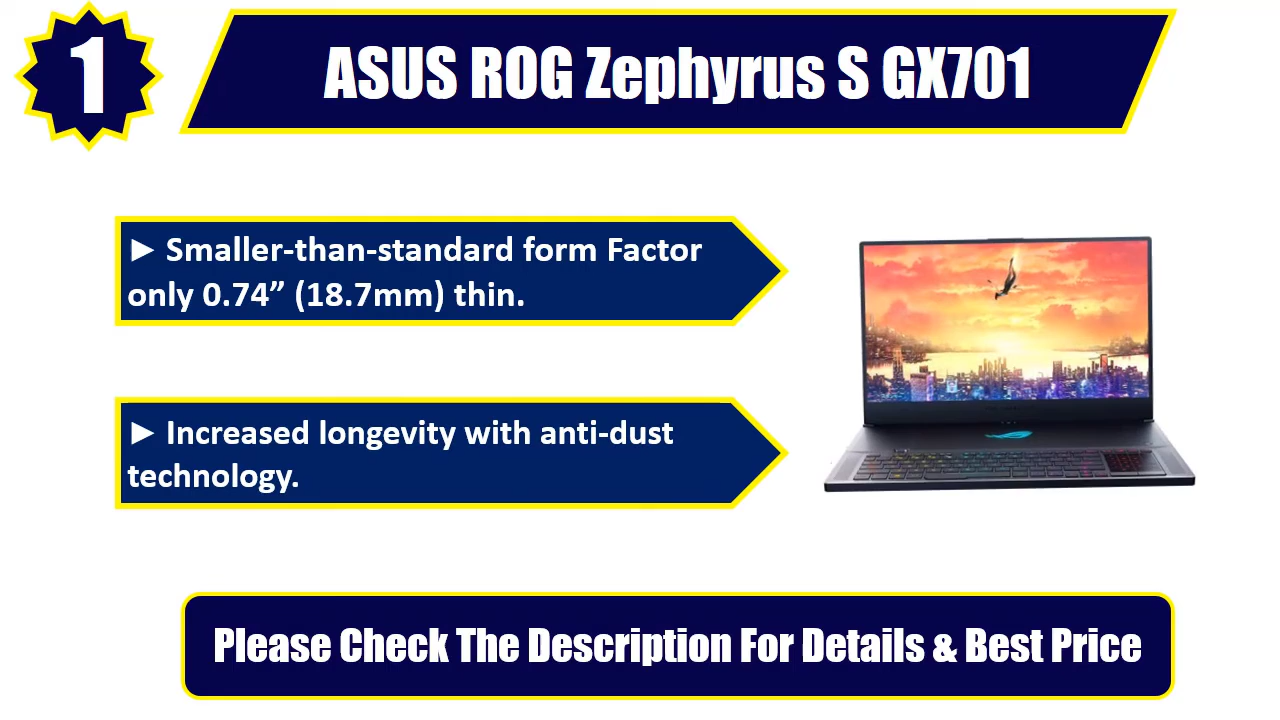 1
ASUS ROG Zephyrus S GX701
► Smaller-than-standard form Factor
only 0.74” (18.7mm) thin.
► Increased longevity with anti-dust
technology.
Please Check The Description For Details & Best Price